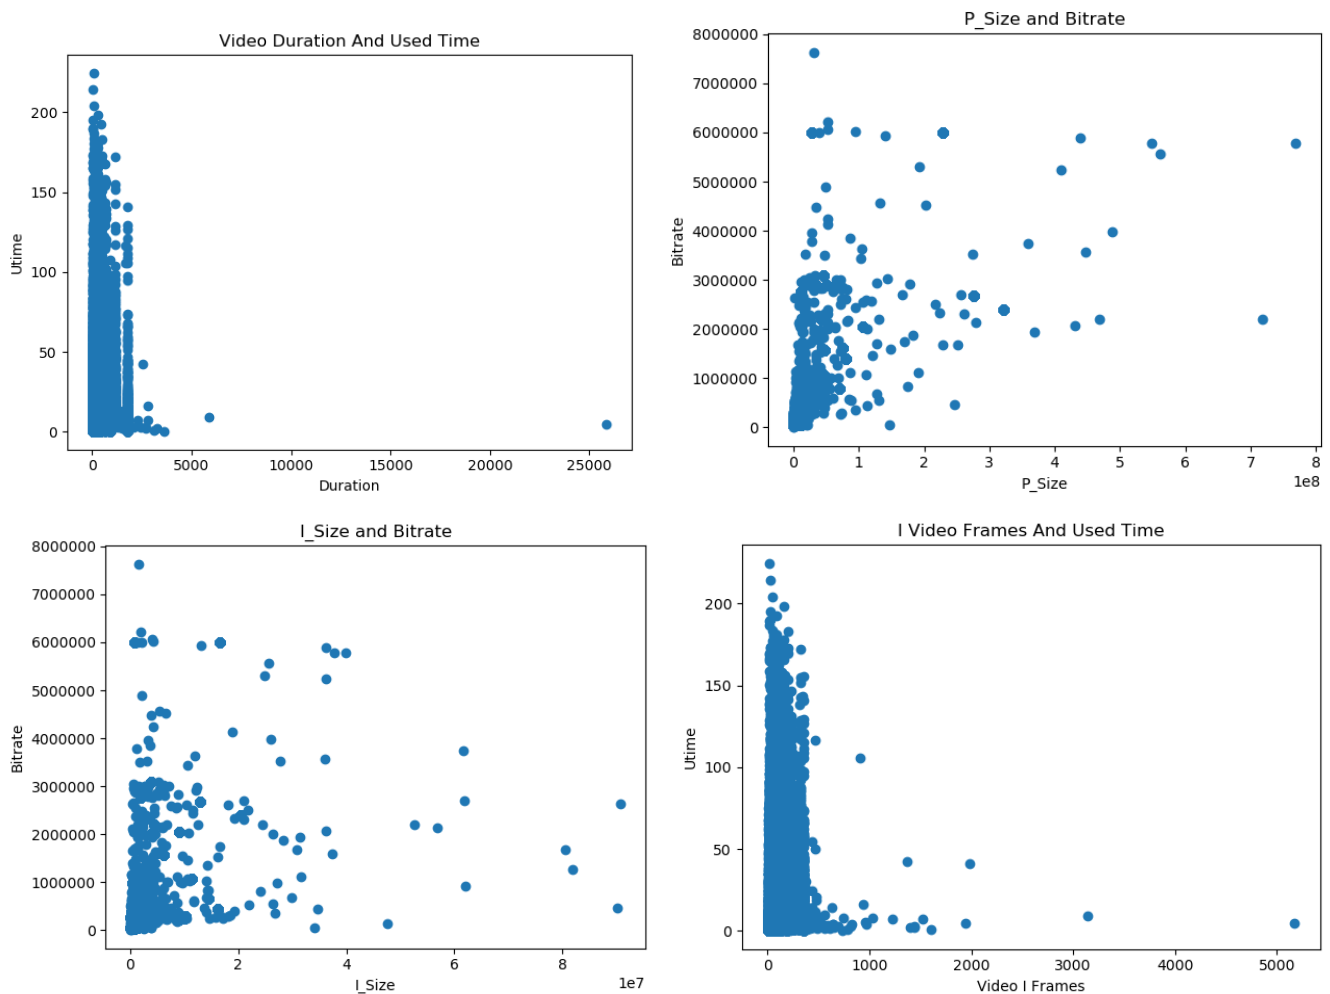 Video Duration And Used Time
200
150
100
50
0
Utime
0 5000 10000 15000 20000 25000
Duration
P_Size and Bitrate
8000000
7000000
6000000
5000000
4000000
3000000
2000000
1000000
0
Bitrate
0 1 2 3 4 5 6 7 8
1e8
P_Size
I_Size and Bitrate
8000000
7000000
6000000
5000000
4000000
3000000
2000000
1000000
0
Bitrate
0 2 4 6 8
1e7
I_Size
I Video Frames And Used Time
200
150
100
50
0
Utime
0 1000 2000 3000 4000 5000
Video I Frames